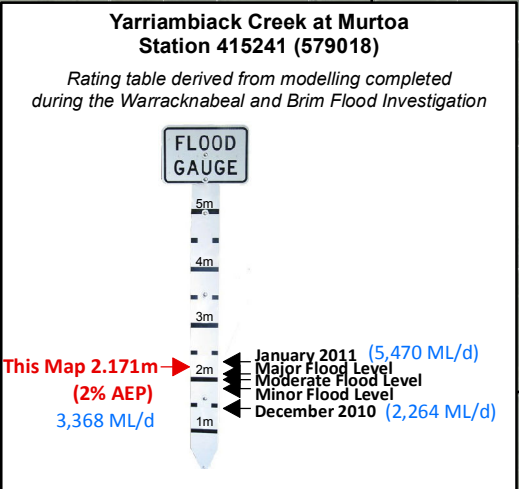 Yarriambiack Creek at Murtoa
Station 415241 (579018)
Rating table derived from modelling completed
during the Warracknabeal and Brim Flood Investigation
FLOOD
GAUGE
5m
4m
3m
2m
1m
This Map 2.171m
(2% AEP)
3,368 ML/d
January 2011 (5,470 ML/d)
Major Flood Level
Moderate Flood Level
Minor Flood Level
December 2010 (2,264 ML/d)